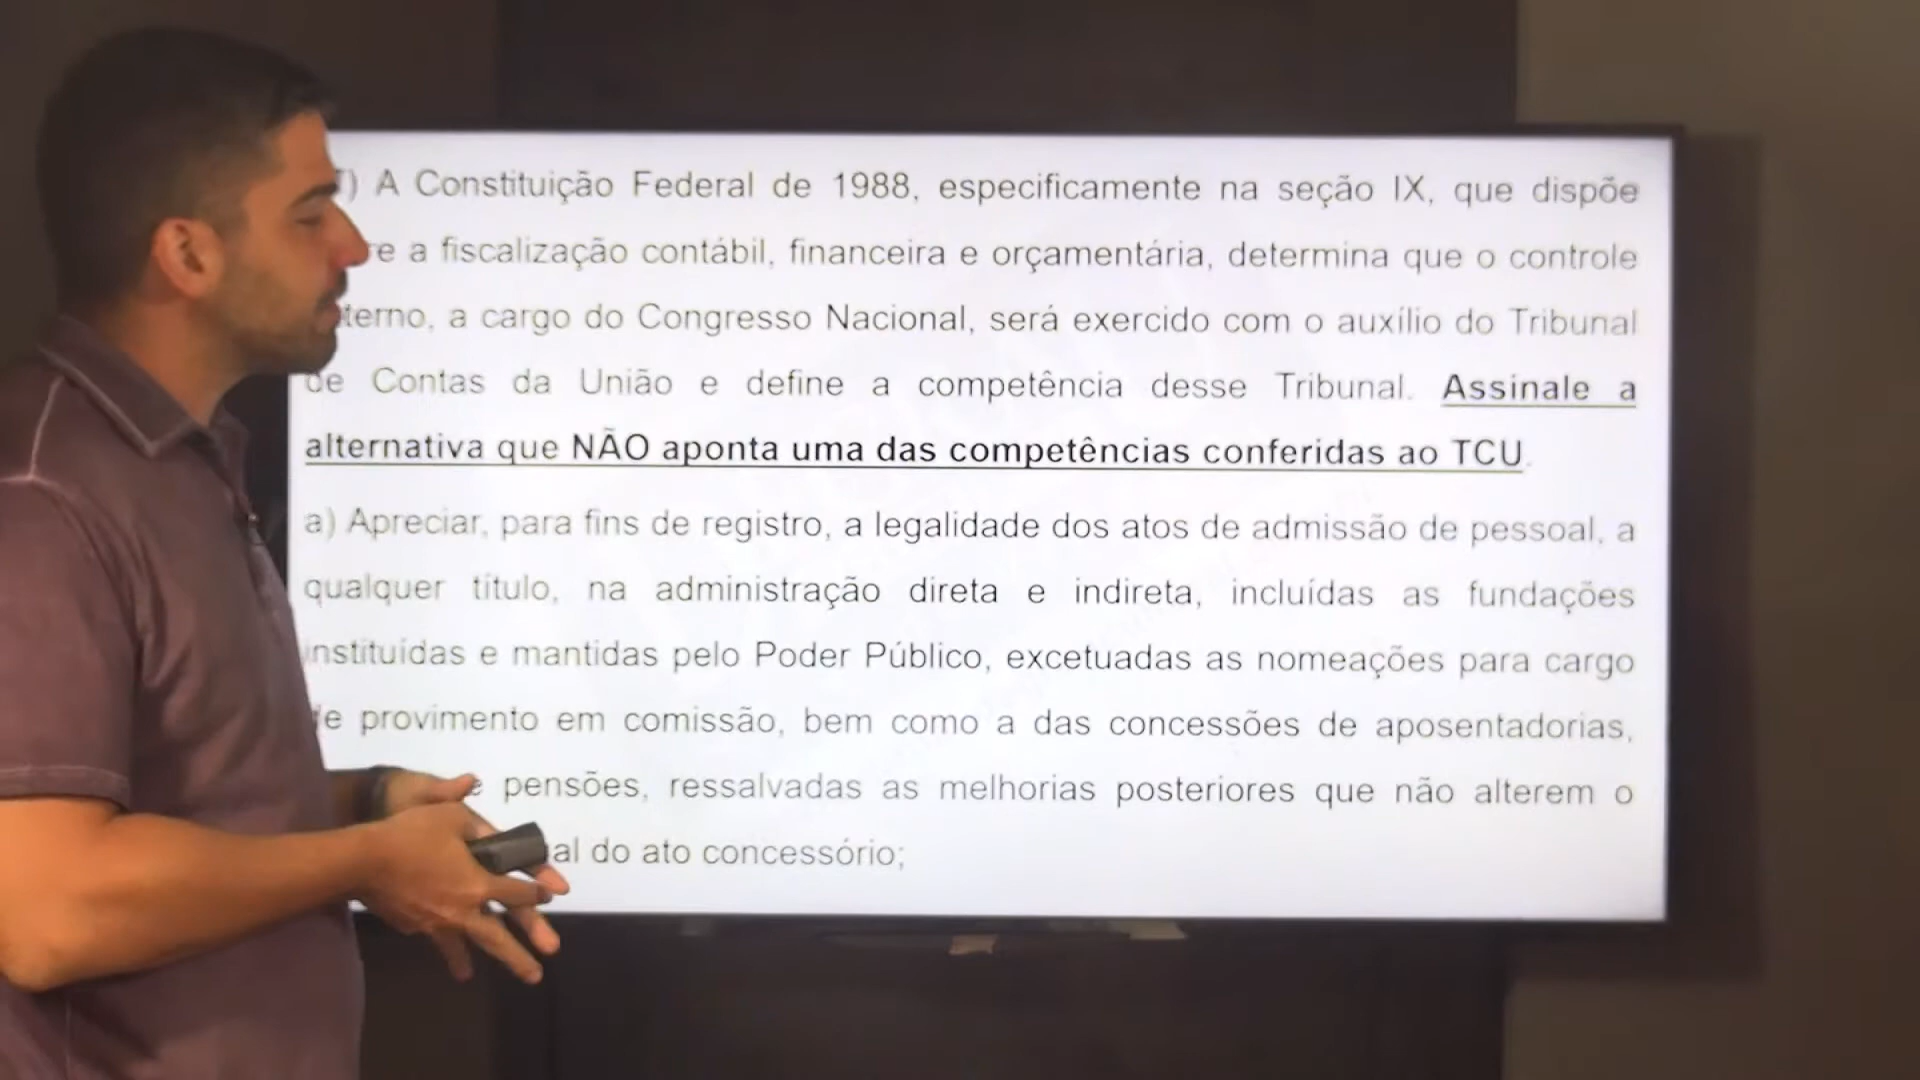 ) A Constituição Federal de 1988, especificamente na seção IX, que dispõe
re a fiscalização contábil, financeira e orçamentária, determina que o controle
terno, a cargo do Congresso Nacional, será exercido com o auxílio do Tribunal
de Contas da União e define a competência desse Tribunal. Assinale a
alternativa que NÃO aponta uma das competências conferidas ao TCU.
a) Apreciar, para fins de registro, a legalidade dos atos de admissão de pessoal, a
qualquer título, na administração direta e indireta, incluídas as fundações
instituídas e mantidas pelo Poder Público, excetuadas as nomeações para cargo
de provimento em comissão, bem como a das concessões de aposentadorias,
e pensões, ressalvadas as melhorias posteriores que não alterem o
al do ato concessório;